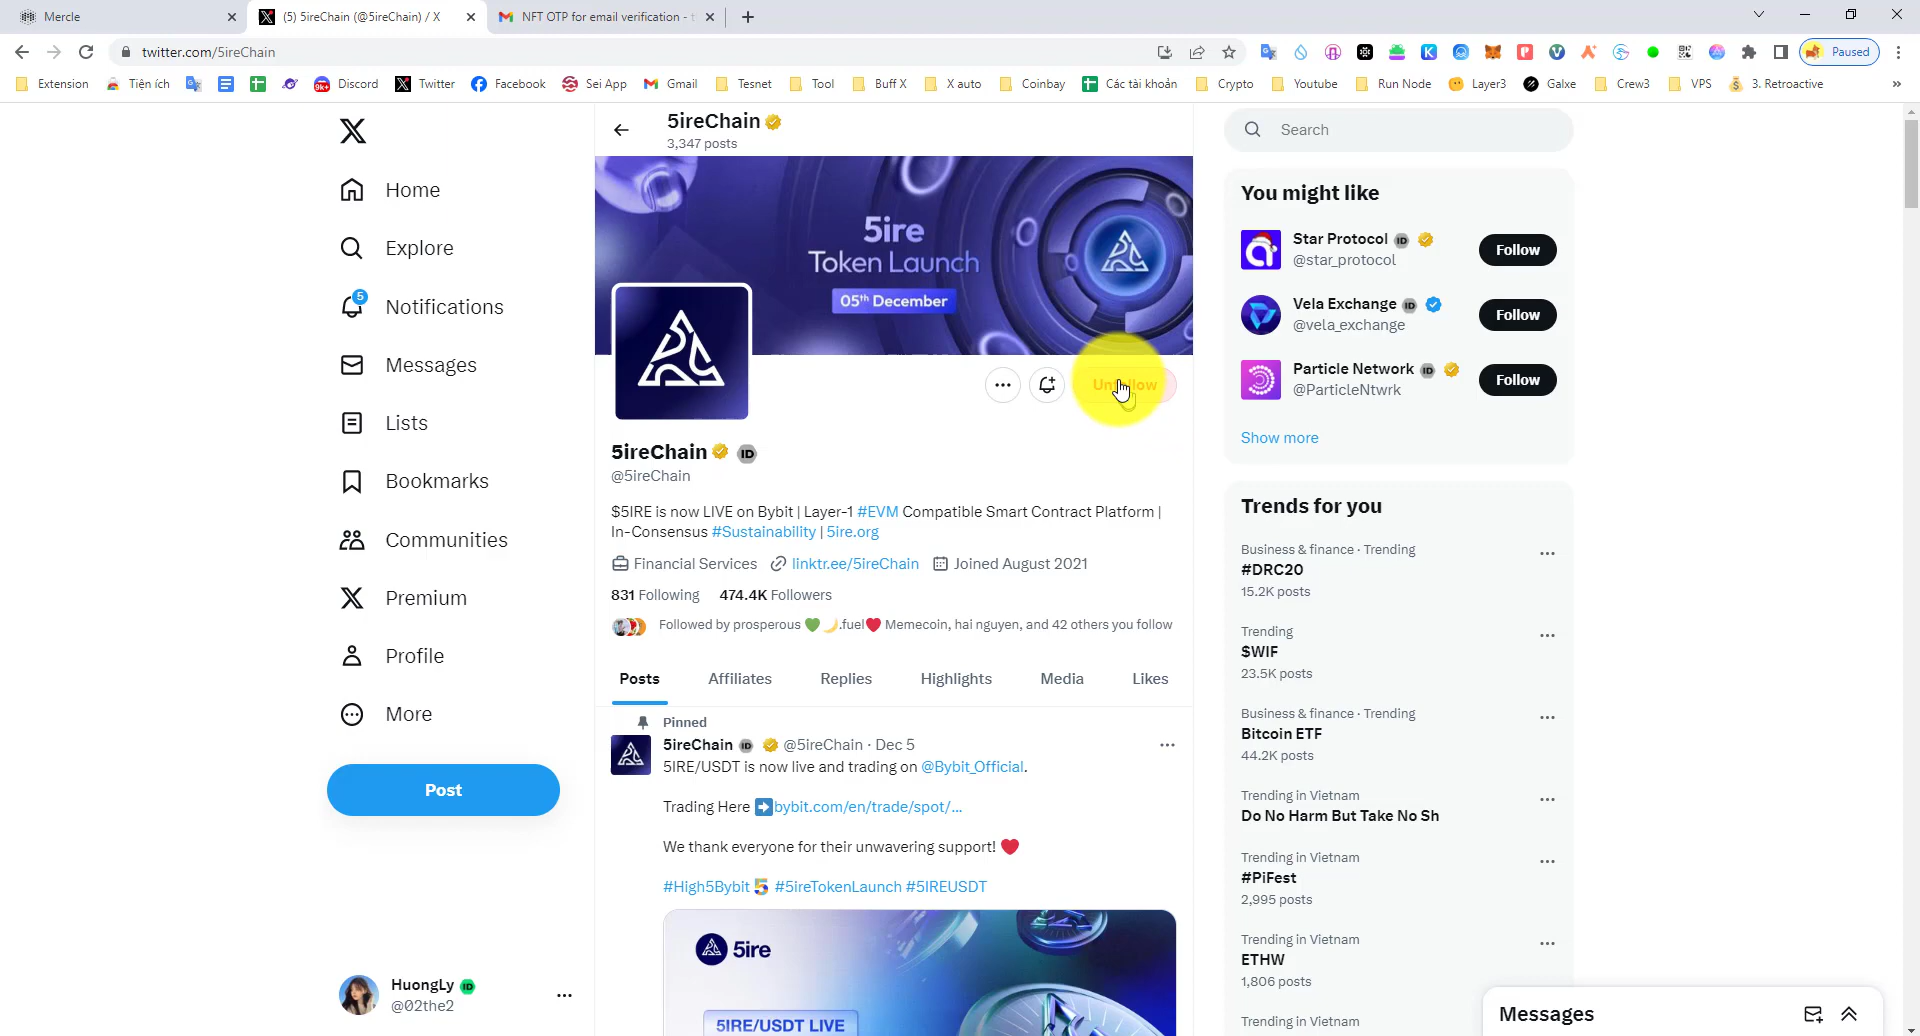 Mercle
(5) 5ireChain (@5ireChain) / X
NFT OTP for email verification -
twitter.com/5ireChain
Paused
Extension
Tiện ích
9k+
Discord
Twitter
Facebook
Sei App
Gmail
Tesnet
Tool
Buff X
X auto
Coinbay
Các tài khoản
Crypto
Youtube
Run Node
Layer3
Galxe
Crew3
VPS
3. Retroactive
5ireChain
3,347 posts
Search
Home
Explore
5
Notifications
Messages
Lists
Bookmarks
Communities
Premium
Profile
More
Post
HuongLy ID
@02the2
5ire
Token Launch
05th December
Unfollow
5ireChain ID
@5ireChain
$5IRE is now LIVE on Bybit | Layer-1 #EVM Compatible Smart Contract Platform |
In-Consensus #Sustainability | 5ire.org
Financial Services linktr.ee/5ireChain Joined August 2021
831 Following 474.4K Followers
Followed by prosperous 💚🌙.fuel❤️ Memecoin, hai nguyen, and 42 others you follow
Posts Affiliates Replies Highlights Media Likes
Pinned
5ireChain ID @5ireChain · Dec 5
5IRE/USDT is now live and trading on @Bybit_Official.
Trading Here ➡️bybit.com/en/trade/spot/...
We thank everyone for their unwavering support! ❤️
#High5Bybit 5 #5ireTokenLaunch #5IREUSDT
5ire
5IRE/USDT LIVE
You might like
Star Protocol ID
@star_protocol
Follow
Vela Exchange ID
@vela_exchange
Follow
Particle Network ID
@ParticleNtwrk
Follow
Show more
Trends for you
Business & finance · Trending
#DRC20
15.2K posts
Trending
$WIF
23.5K posts
Business & finance · Trending
Bitcoin ETF
44.2K posts
Trending in Vietnam
Do No Harm But Take No Sh
Trending in Vietnam
#PiFest
2,995 posts
Trending in Vietnam
ETHW
1,806 posts
Trending in Vietnam
Messages